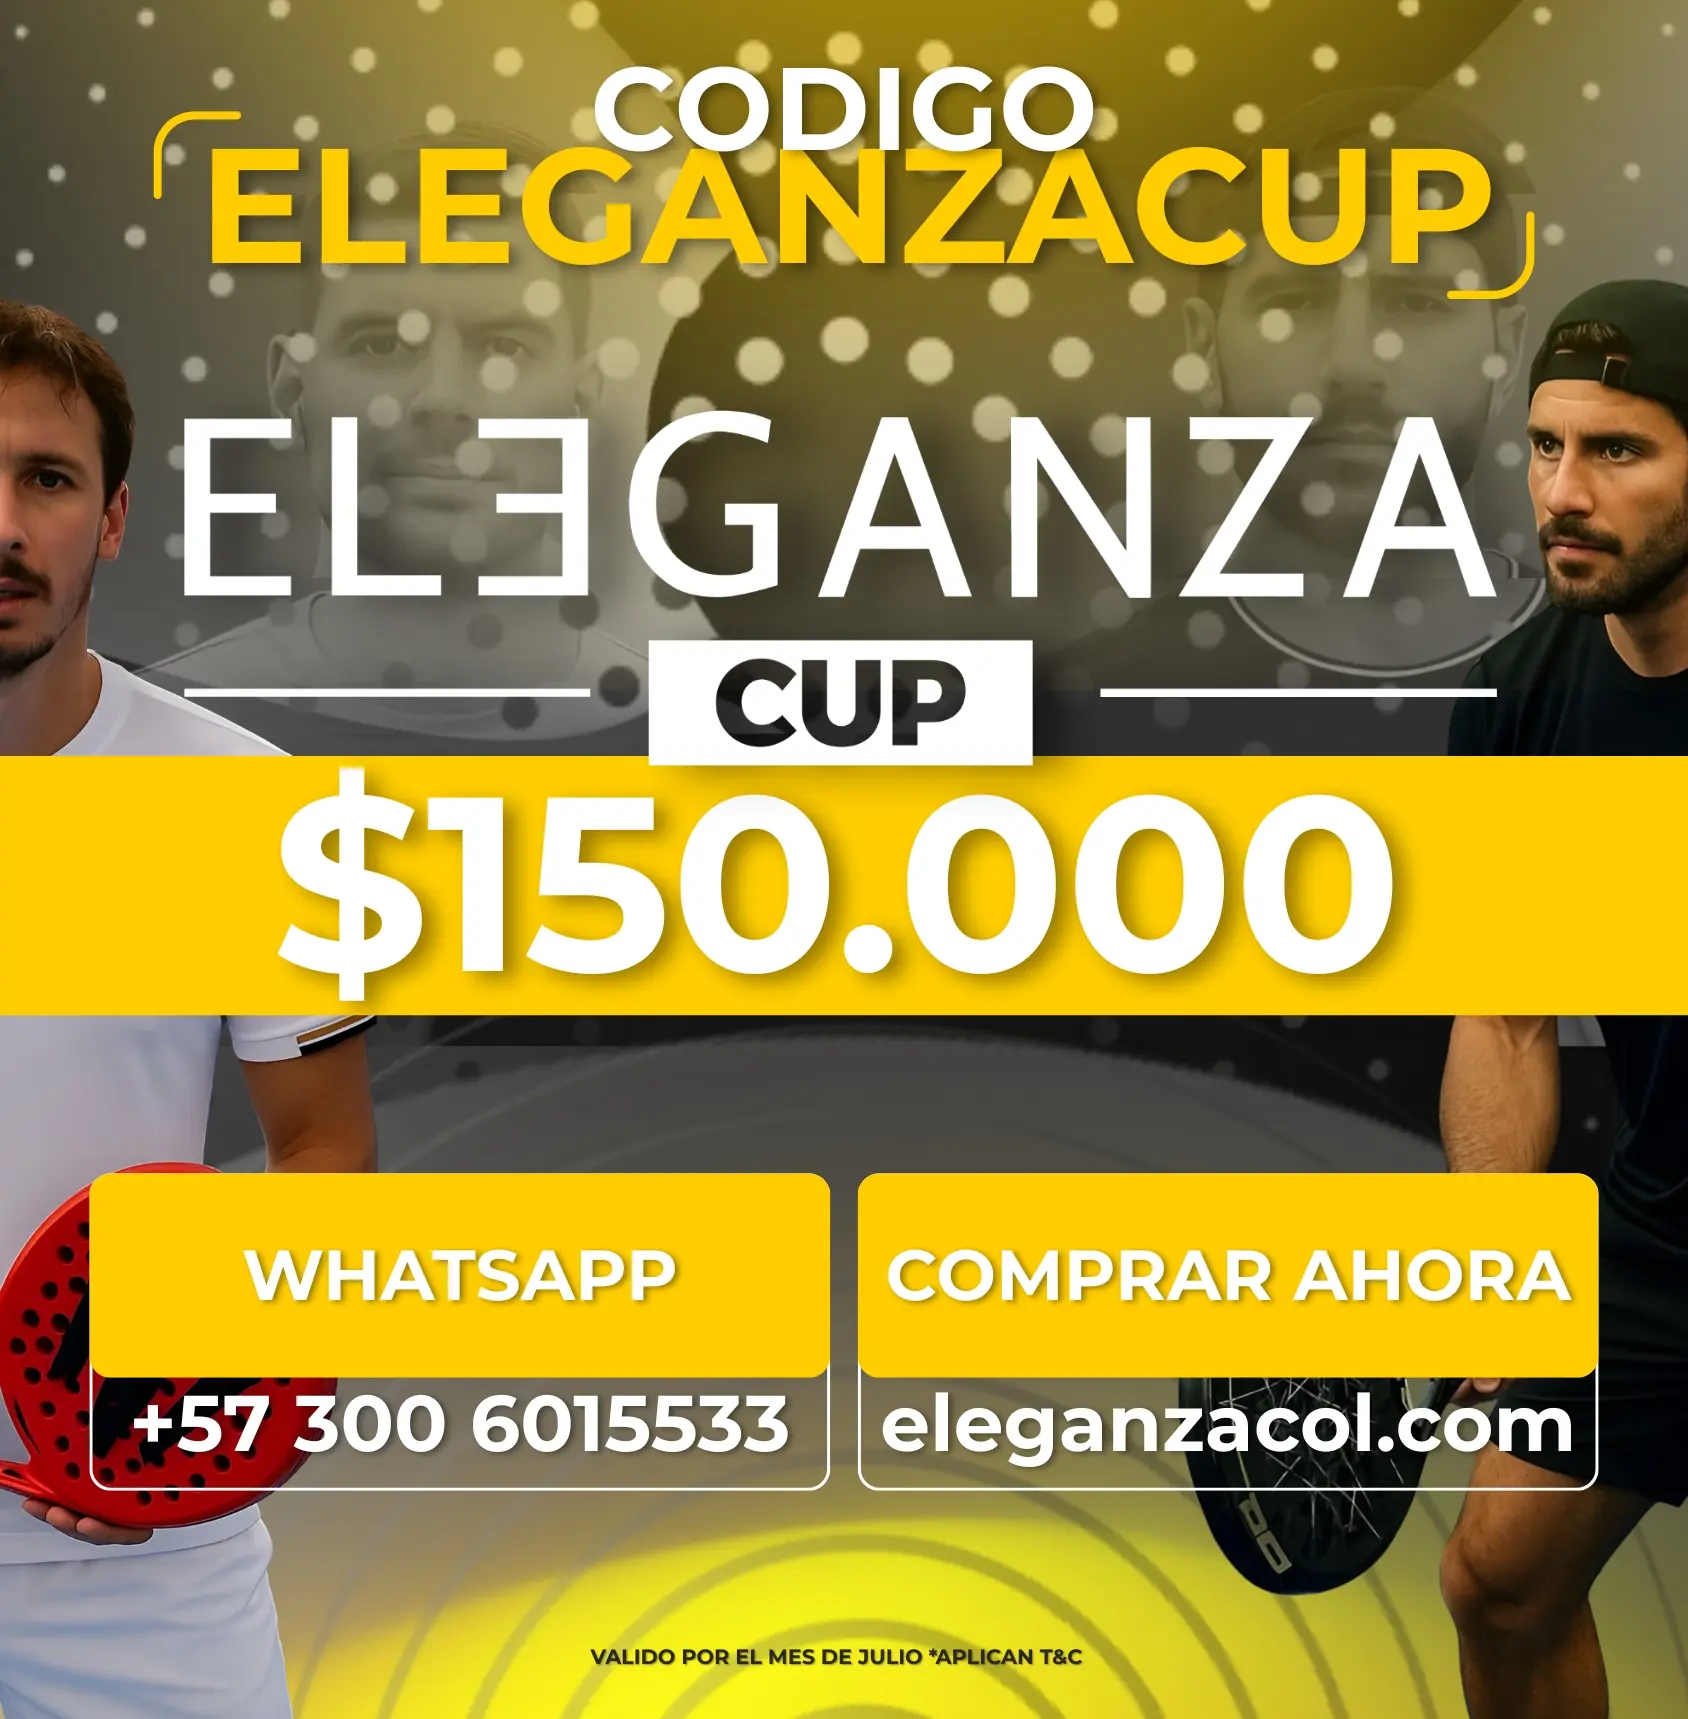 CODIGO
ELEGANZACUP
ELEGANZA
CUP
$150.000
WHATSAPP
+57 300 6015533
COMPRAR AHORA
eleganzacol.com
VALIDO POR EL MES DE JULIO *APLICAN T&C